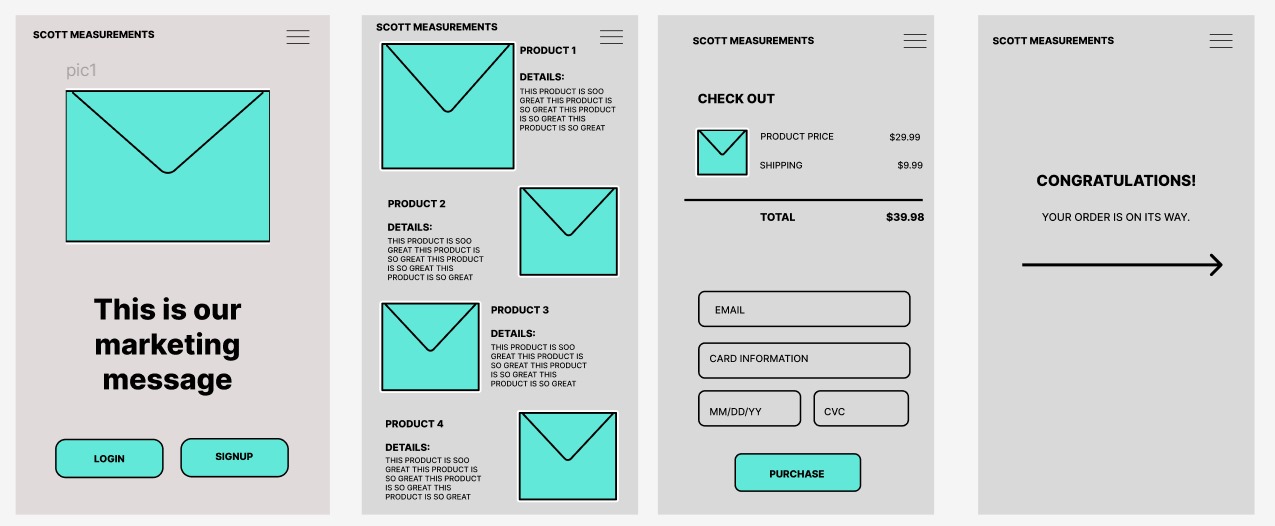 SCOTT MEASUREMENTS
pic1
This is our
marketing
message
LOGIN
SIGNUP
SCOTT MEASUREMENTS
PRODUCT 1
DETAILS:
THIS PRODUCT IS SOO
GREAT THIS PRODUCT IS
SO GREAT THIS PRODUCT
IS SO GREAT THIS
PRODUCT IS SO GREAT
PRODUCT 2
DETAILS:
THIS PRODUCT IS SOO
GREAT THIS PRODUCT IS
SO GREAT THIS PRODUCT
IS SO GREAT THIS
PRODUCT IS SO GREAT
PRODUCT 3
DETAILS:
THIS PRODUCT IS SOO
GREAT THIS PRODUCT IS
SO GREAT THIS PRODUCT
IS SO GREAT THIS
PRODUCT IS SO GREAT
PRODUCT 4
DETAILS:
THIS PRODUCT IS SOO
GREAT THIS PRODUCT IS
SO GREAT THIS PRODUCT
IS SO GREAT THIS
PRODUCT IS SO GREAT
SCOTT MEASUREMENTS
CHECK OUT
PRODUCT PRICE $29.99
SHIPPING $9.99
TOTAL $39.98
EMAIL
CARD INFORMATION
MM/DD/YY CVC
PURCHASE
SCOTT MEASUREMENTS
CONGRATULATIONS!
YOUR ORDER IS ON ITS WAY.